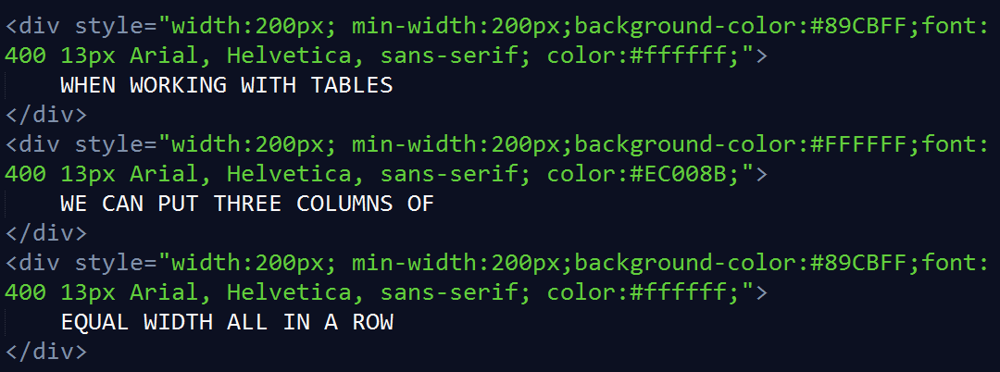 <div style="width:200px; min-width:200px;background-color:#89CBFF;font:
400 13px Arial, Helvetica, sans-serif; color:#ffffff;">
    WHEN WORKING WITH TABLES
</div>
<div style="width:200px; min-width:200px;background-color:#FFFFFF;font:
400 13px Arial, Helvetica, sans-serif; color:#EC008B;">
    WE CAN PUT THREE COLUMNS OF
</div>
<div style="width:200px; min-width:200px;background-color:#89CBFF;font:
400 13px Arial, Helvetica, sans-serif; color:#ffffff;">
    EQUAL WIDTH ALL IN A ROW
</div>